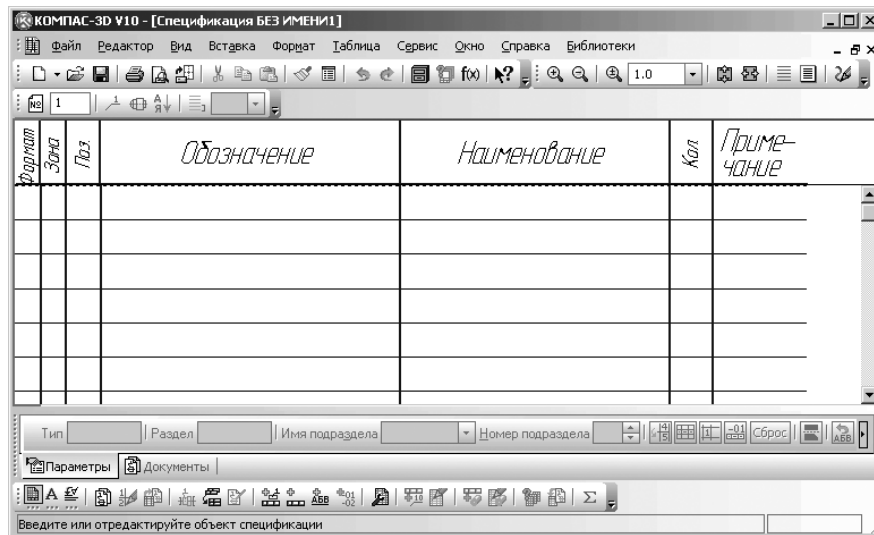 КОМПАС-3D V10 - [Спецификация БЕЗ ИМЕНИ1]
Файл Редактор Вид Вставка Формат Таблица Сервис Окно Справка Библиотеки
1.0
№ 1
Формат Зона Поз. Обозначение Наименование Кол Приме-
чание
Тип Раздел Имя подраздела Номер подраздела Сброс
Параметры Документы
Введите или отредактируйте объект спецификации